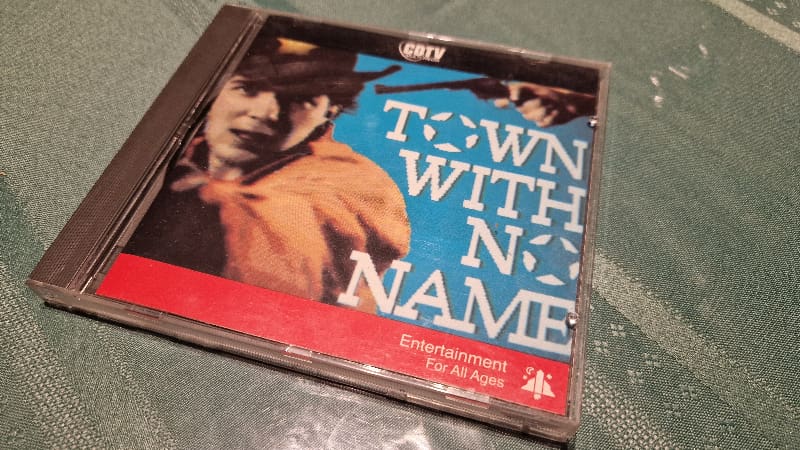 CDTV
TOWN
WITH
NO
NAME
Entertainment
For All Ages